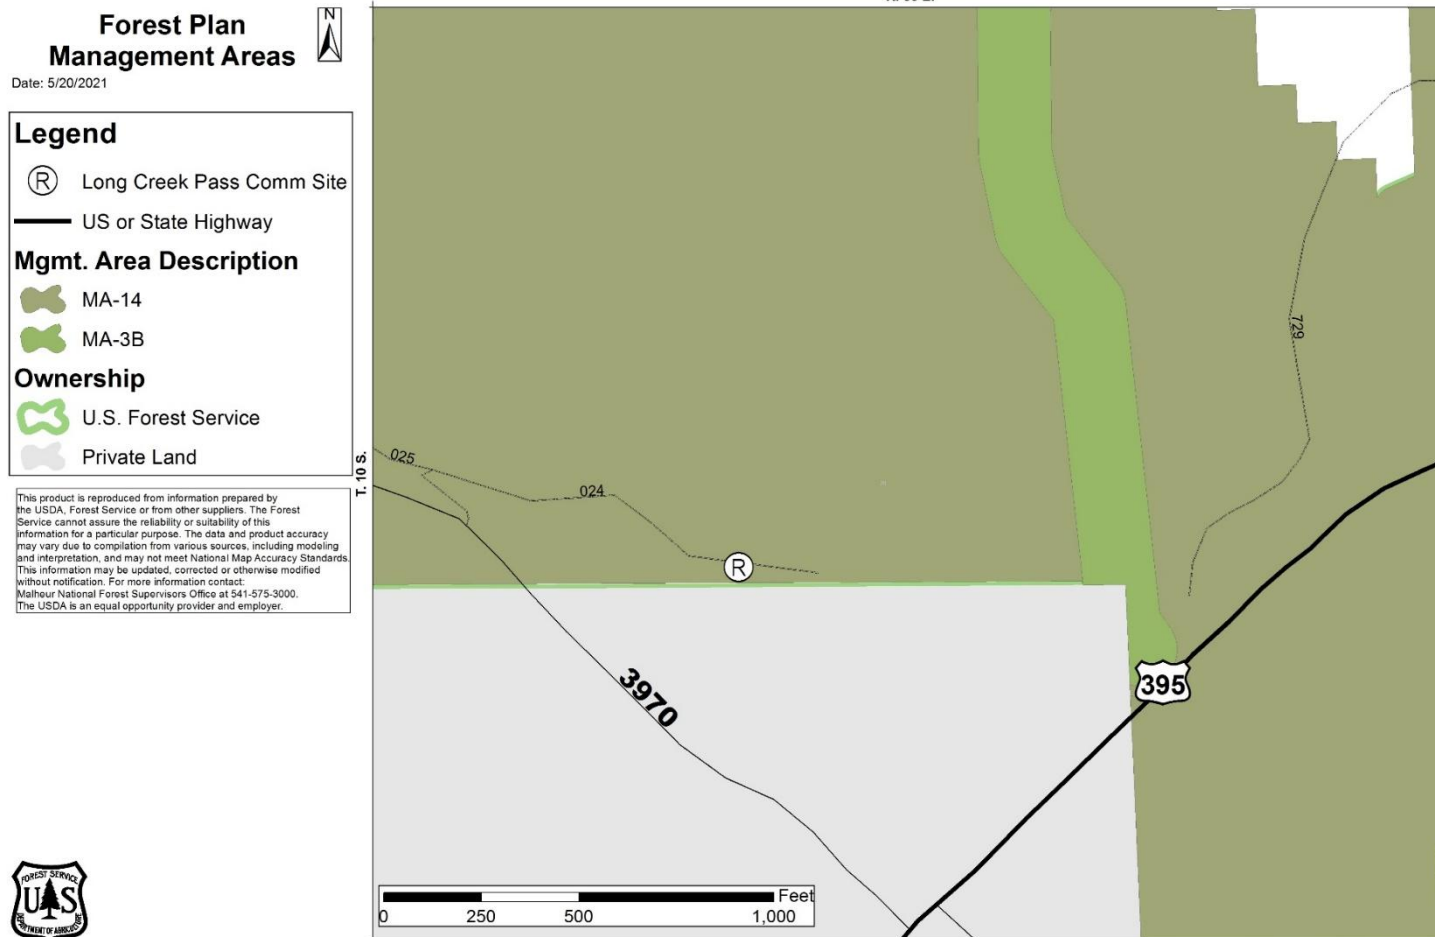 Forest Plan
Management Areas
N
Date: 5/20/2021
Legend
R Long Creek Pass Comm Site
US or State Highway
Mgmt. Area Description
MA-14
MA-3B
Ownership
U.S. Forest Service
Private Land
This product is reproduced from information prepared by
the USDA, Forest Service or from other suppliers. The Forest
Service cannot assure the reliability or suitability of this
information for a particular purpose. The data and product accuracy
may vary due to compilation from various sources, including modeling
and interpretation, and may not meet National Map Accuracy Standards.
This information may be updated, corrected or otherwise modified
without notification. For more information contact:
Malheur National Forest Supervisors Office at 541-575-3000.
The USDA is an equal opportunity provider and employer.
T. 10 S.
025
024
R
729
3970
395
Feet
0 250 500 1,000
FOREST SERVICE
U S
DEPARTMENT OF AGRICULTURE